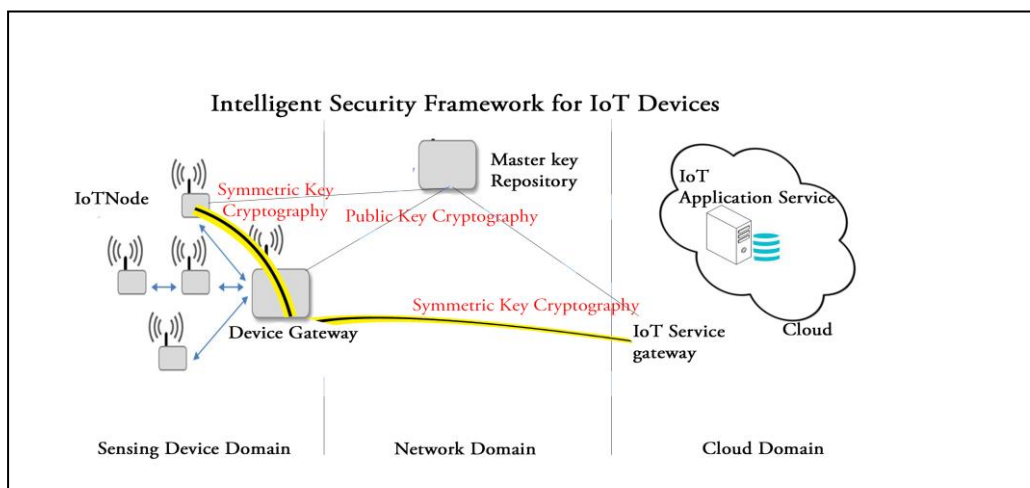 Intelligent Security Framework for IoT Devices
IoTNode
Symmetric Key
Cryptography
Master key
Repository
Public Key Cryptography
IoT
Application Service
Symmetric Key Cryptography
Device Gateway
IoT Service
gateway
Cloud
Sensing Device Domain
Network Domain
Cloud Domain